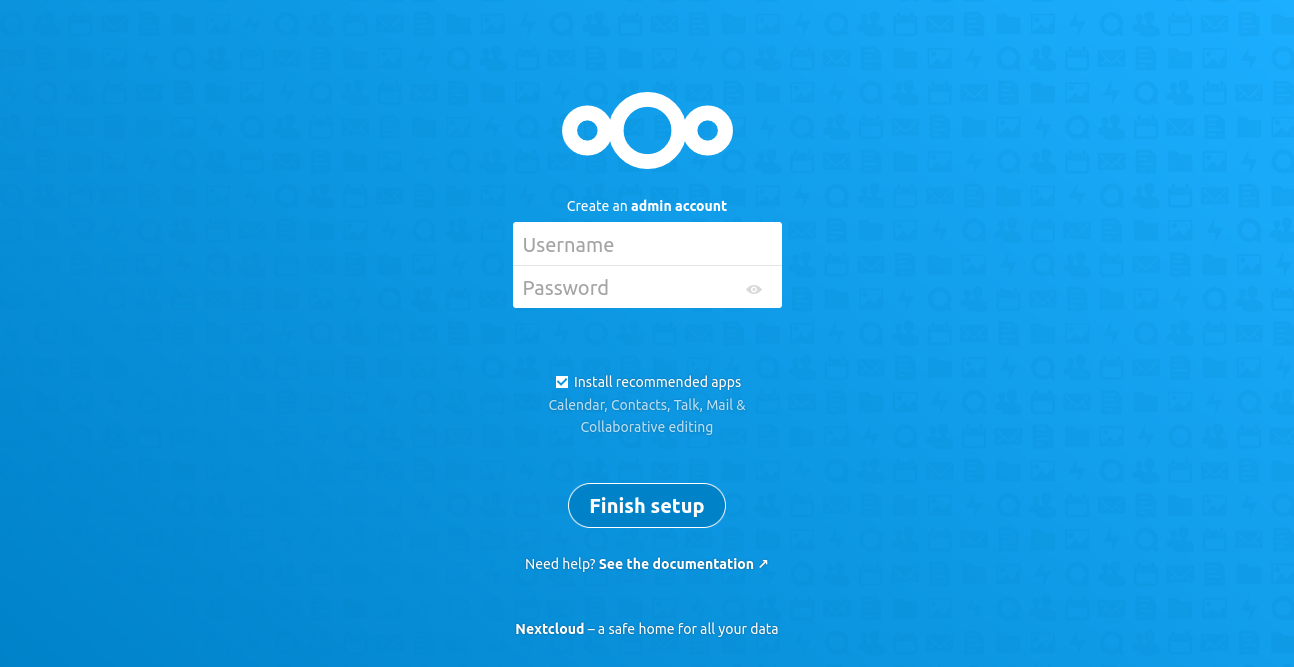 Create an admin account
Username
Password
Install recommended apps
Calendar, Contacts, Talk, Mail &
Collaborative editing
Finish setup
Need help? See the documentation ↗
Nextcloud – a safe home for all your data